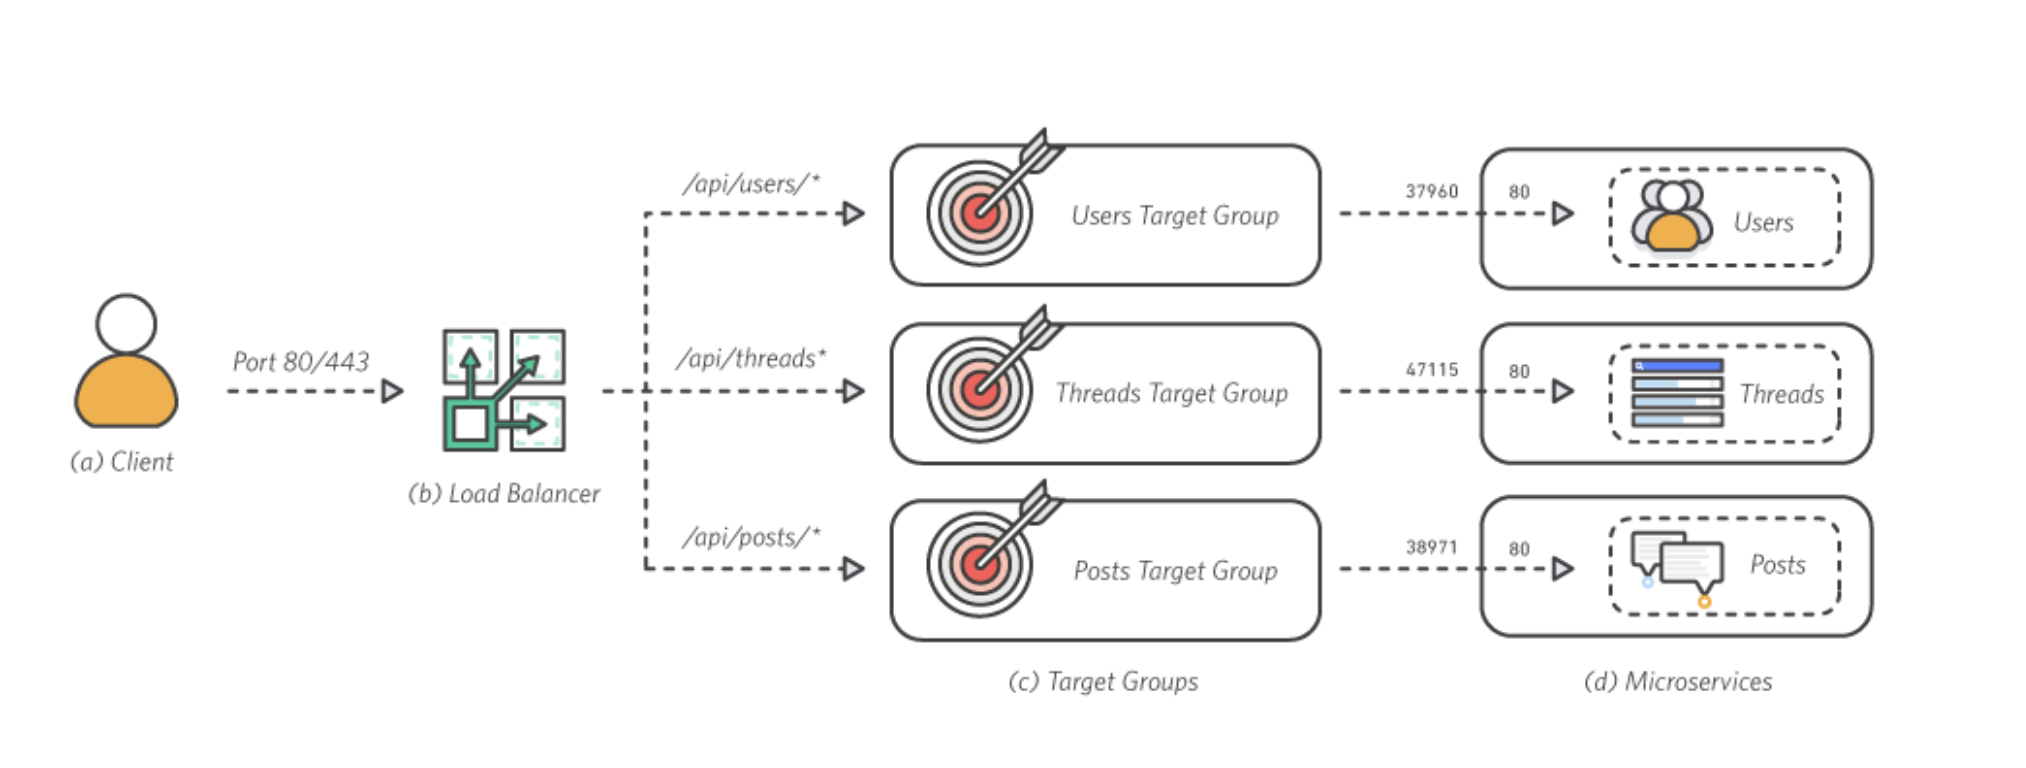 /api/users/*
37960
80
Users Target Group
Users
Port 80/443
/api/threads*
47115
80
Threads Target Group
Threads
(a) Client
(b) Load Balancer
/api/posts/*
38971
80
Posts Target Group
Posts
(c) Target Groups
(d) Microservices